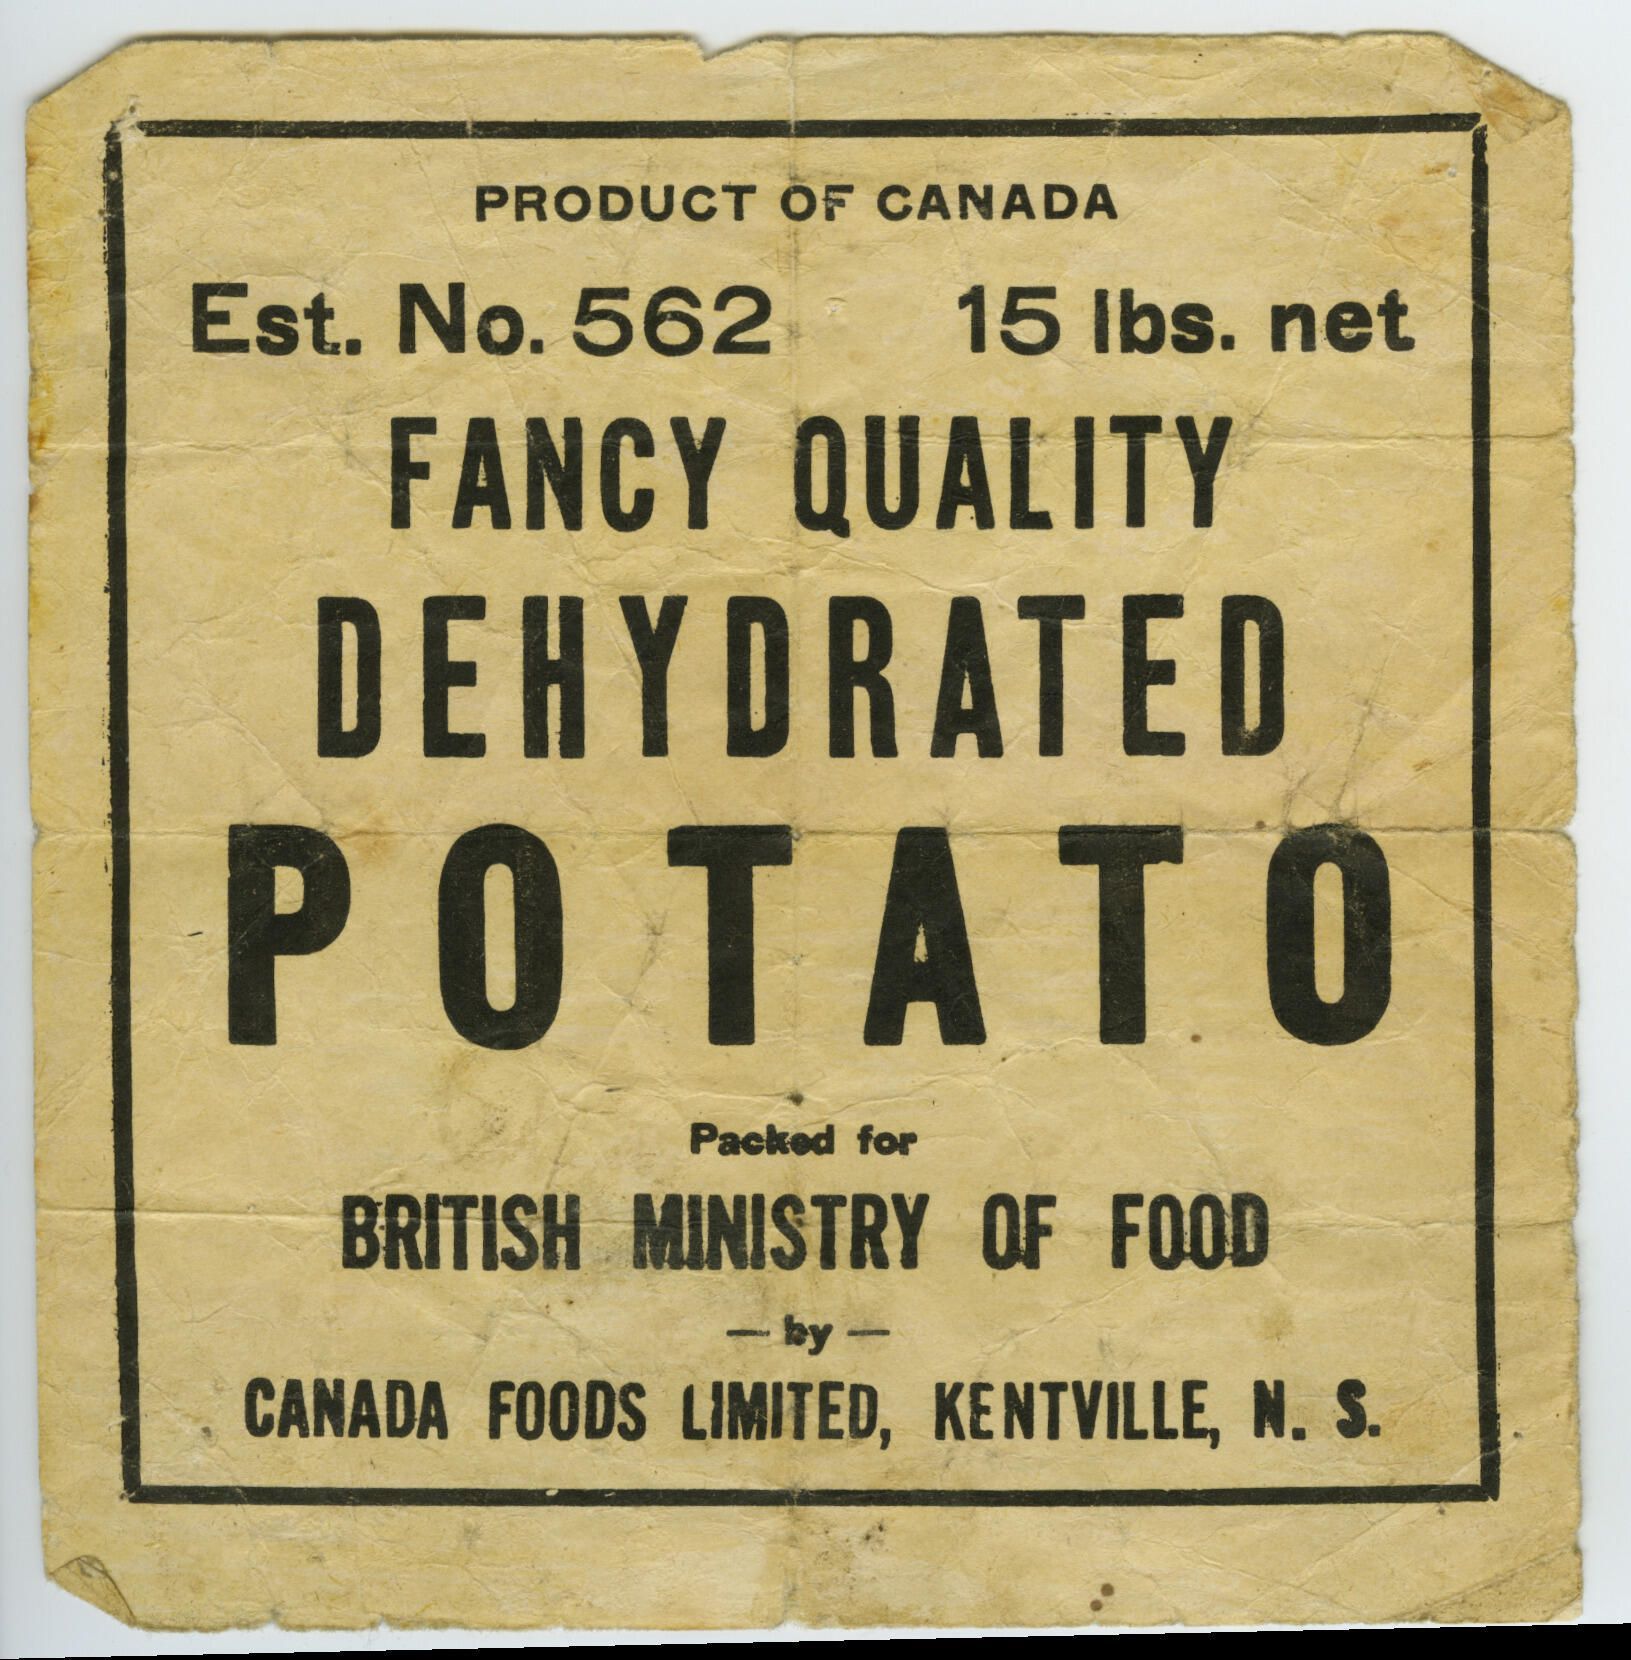 PRODUCT OF CANADA
Est. No. 562 15 lbs. net
FANCY QUALITY
DEHYDRATED
POTATO
Packed for
BRITISH MINISTRY OF FOOD
— by —
CANADA FOODS LIMITED, KENTVILLE, N. S.